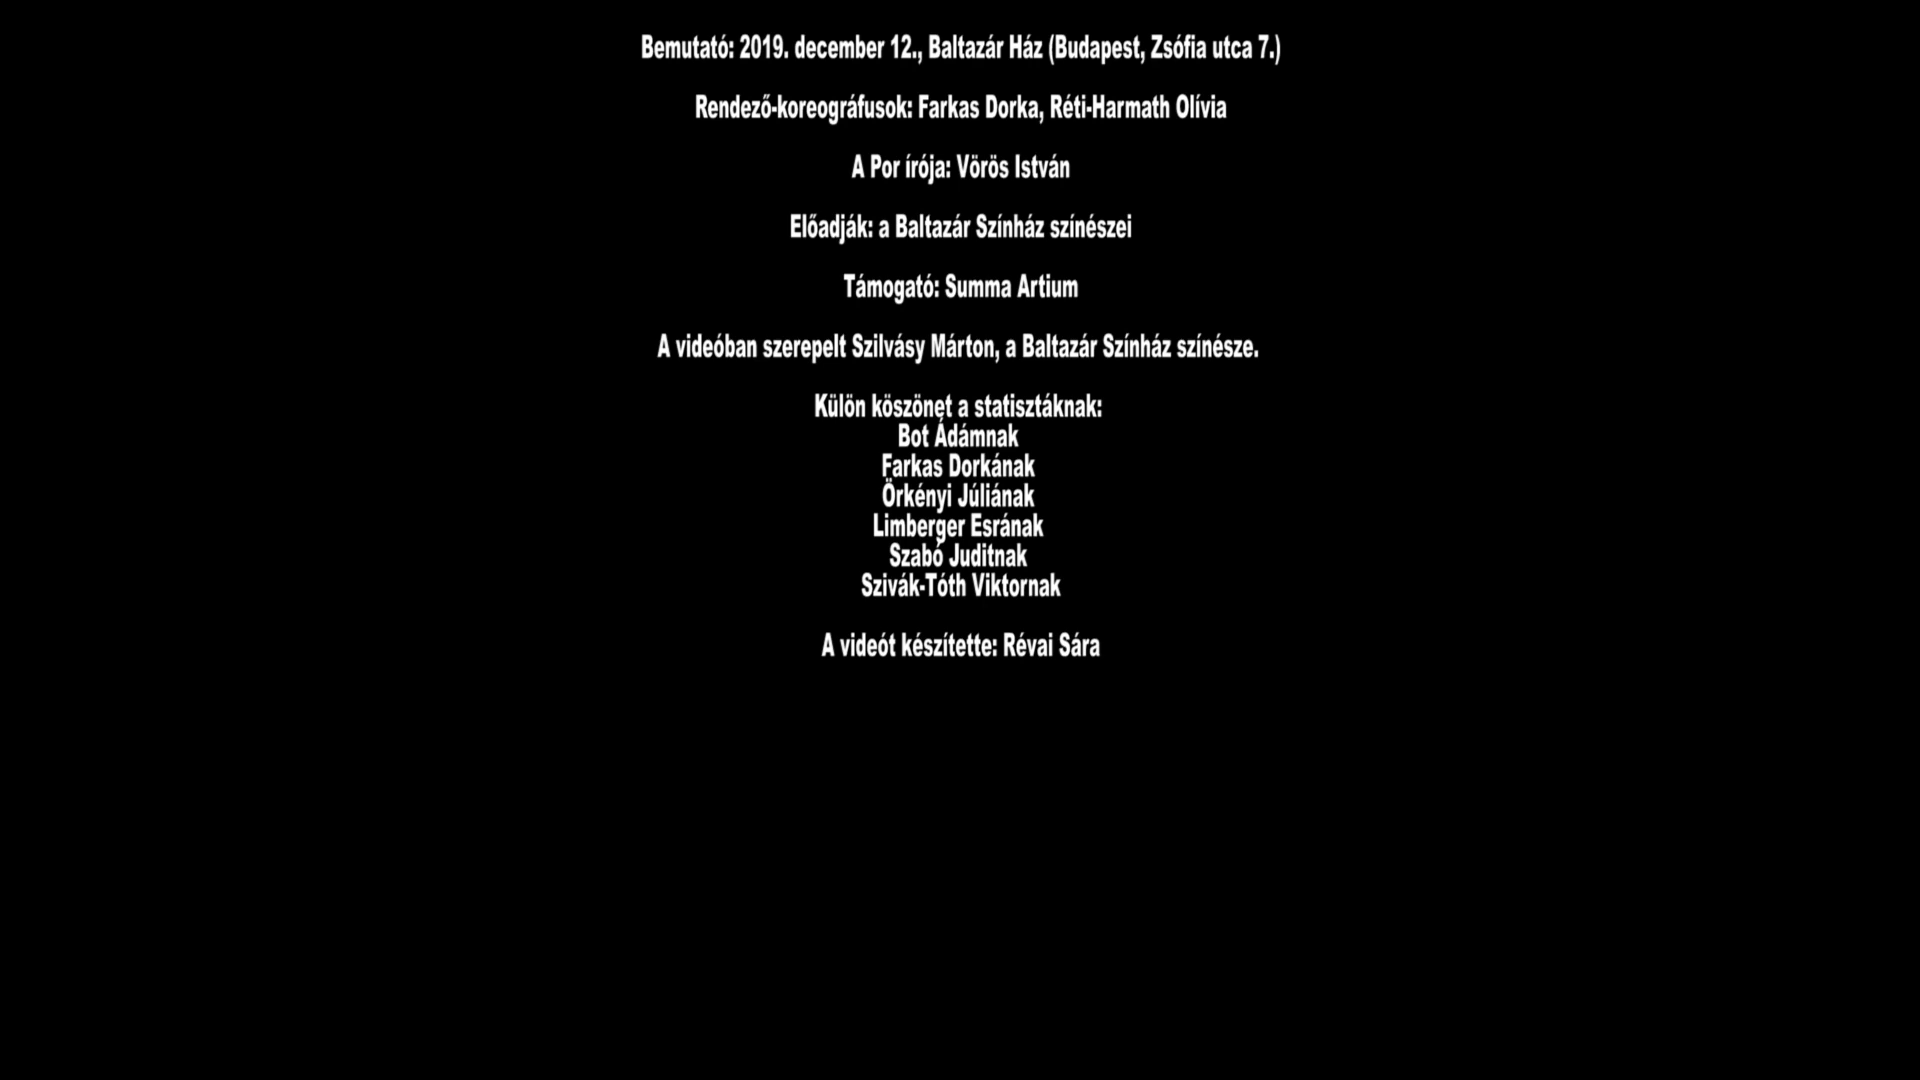 Bemutató: 2019. december 12., Baltazár Ház (Budapest, Zsófia utca 7.)
Rendező-koreográfusok: Farkas Dorka, Réti-Harmath Olívia
A Por írója: Vörös István
Előadják: a Baltazár Színház színészei
Támogató: Summa Artium
A videóban szerepelt Szilvásy Márton, a Baltazár Színház színésze.
Külön köszönet a statisztáknak:
Bot Ádámnak
Farkas Dorkának
Örkényi Júliának
Limberger Esrának
Szabó Juditnak
Szivák-Tóth Viktornak
A videót készítette: Révai Sára